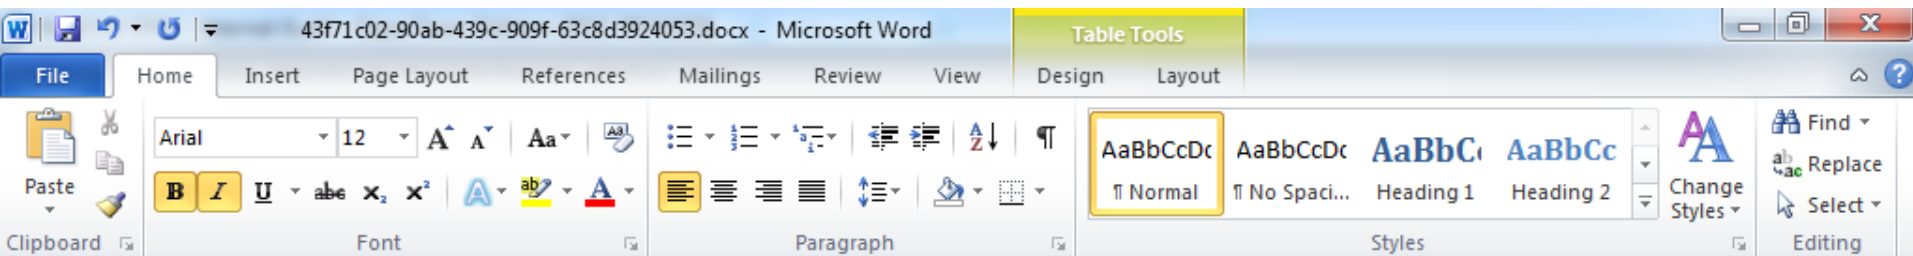 W 43f71c02-90ab-439c-909f-63c8d3924053.docx - Microsoft Word Table Tools
File Home Insert Page Layout References Mailings Review View Design Layout ?
Arial 12 A A Aa
AaBbCcDc AaBbCcDc AaBbC AaBbCc
¶ Normal ¶ No Spaci... Heading 1 Heading 2
Paste
B I U abc x₂ x² A ab A
Change Styles
Find
Replace
Select
Clipboard Font Paragraph Styles Editing